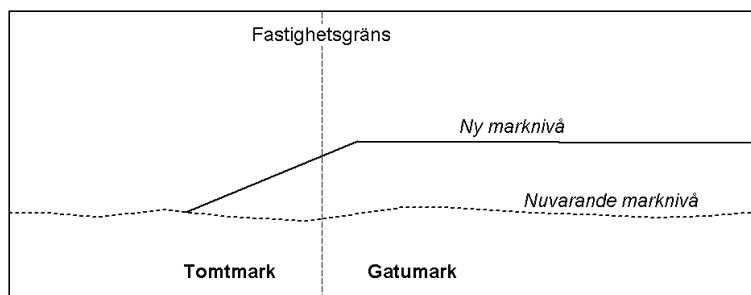 Fastighetsgräns
Ny marknivå
Nuvarande marknivå
Tomtmark
Gatumark